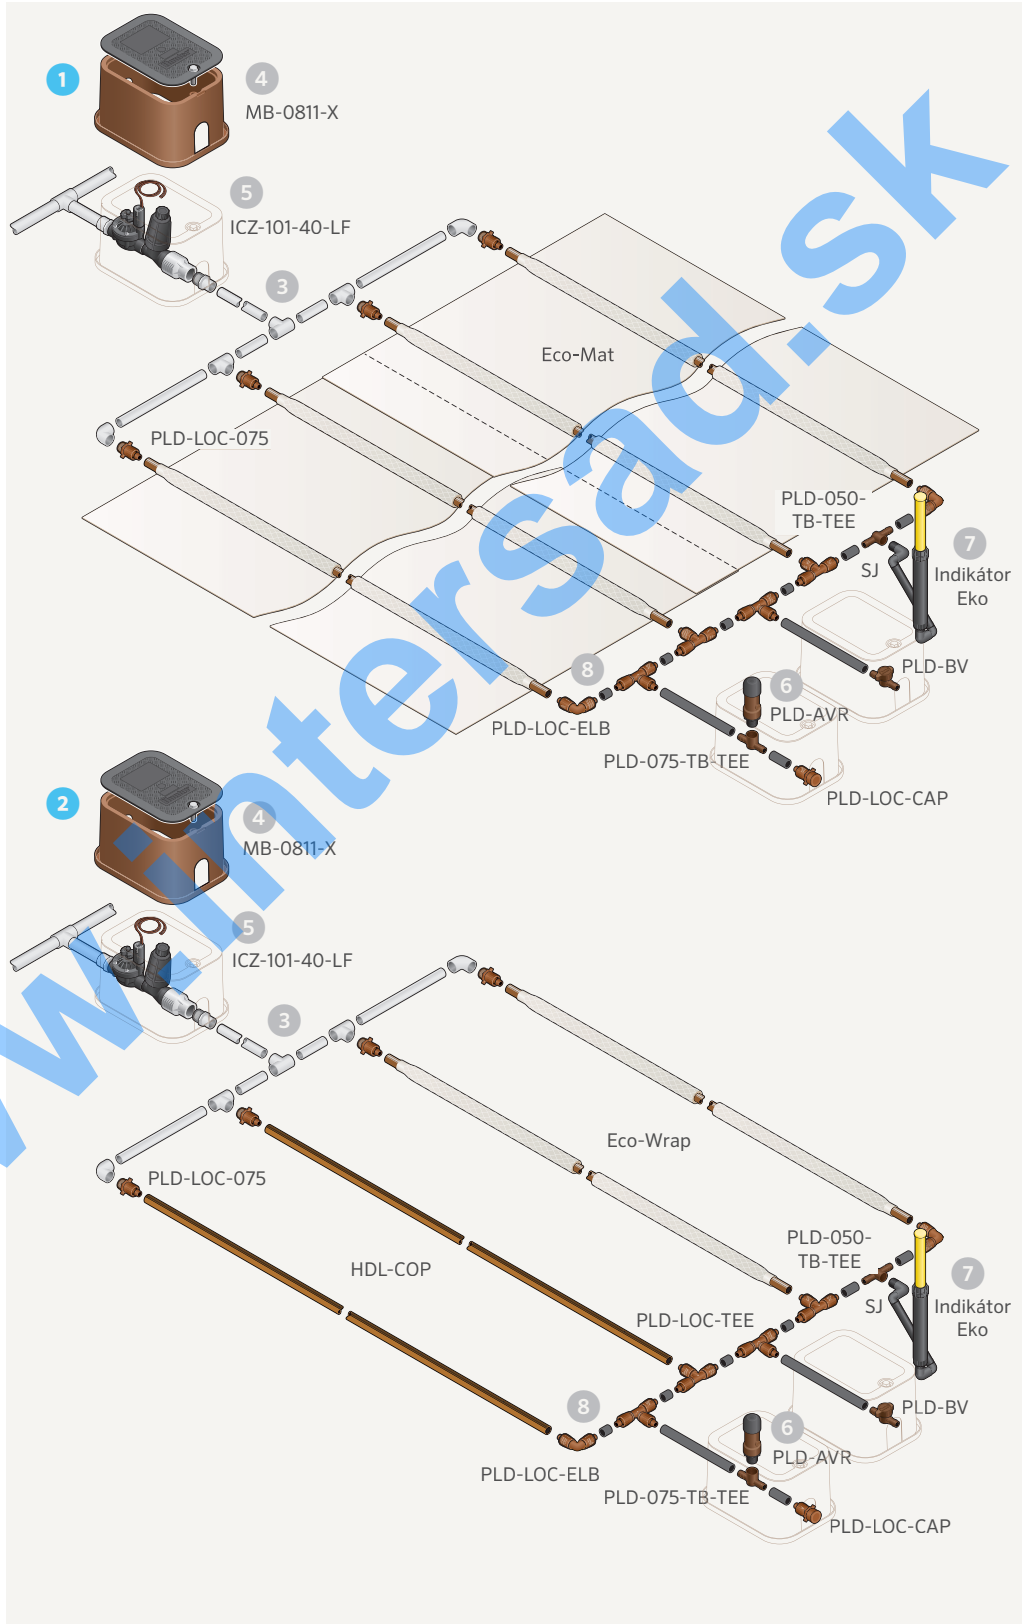 1
4
MB-0811-X
5
ICZ-101-40-LF
3
Eco-Mat
PLD-LOC-075
PLD-050-
TB-TEE
SJ
7
Indikátor
Eko
PLD-BV
8
6
PLD-AVR
PLD-LOC-ELB
PLD-075-TB-TEE
PLD-LOC-CAP
2
4
MB-0811-X
5
ICZ-101-40-LF
3
Eco-Wrap
PLD-LOC-075
PLD-050-
TB-TEE
HDL-COP
7
SJ
Indikátor
Eko
PLD-LOC-TEE
8
PLD-BV
6
PLD-AVR
PLD-LOC-ELB
PLD-075-TB-TEE
PLD-LOC-CAP
w.intersad.sk